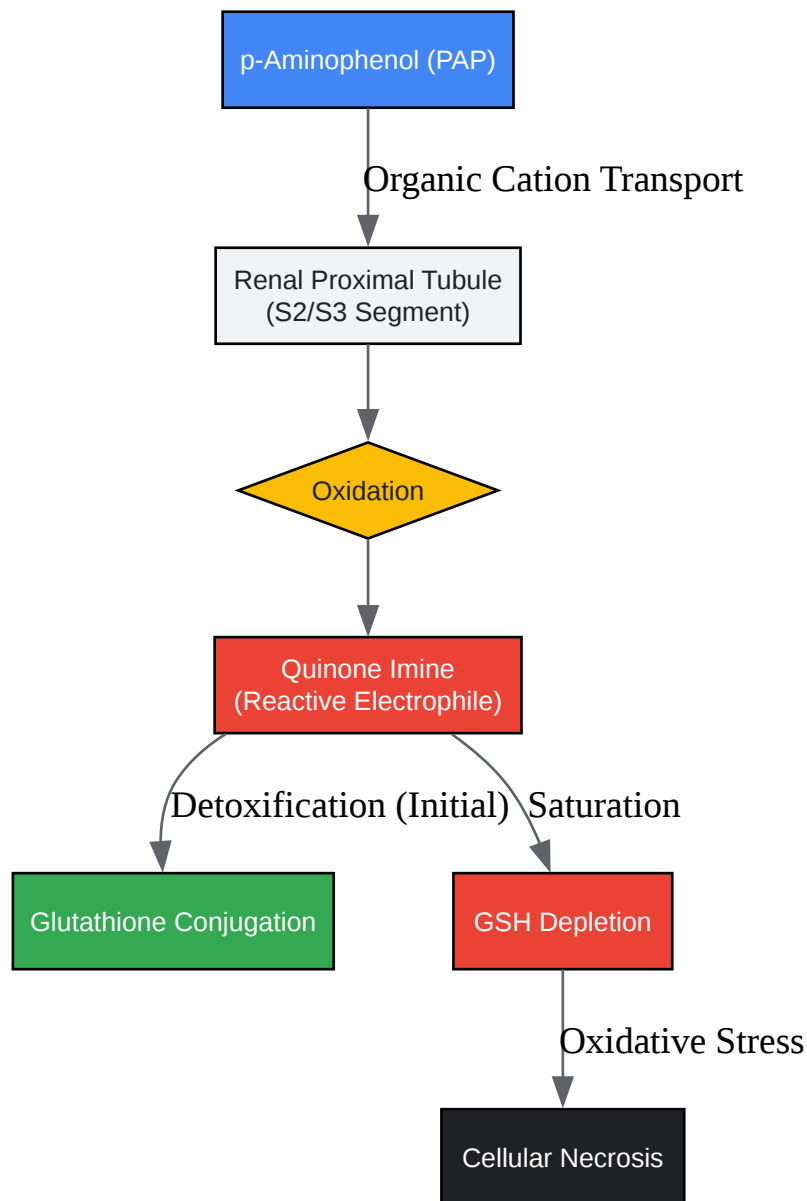 p-Aminophenol (PAP)
Organic Cation Transport
Renal Proximal Tubule
(S2/S3 Segment)
Oxidation
Quinone Imine
(Reactive Electrophile)
Detoxification (Initial)
Saturation
Glutathione Conjugation
GSH Depletion
Oxidative Stress
Cellular Necrosis